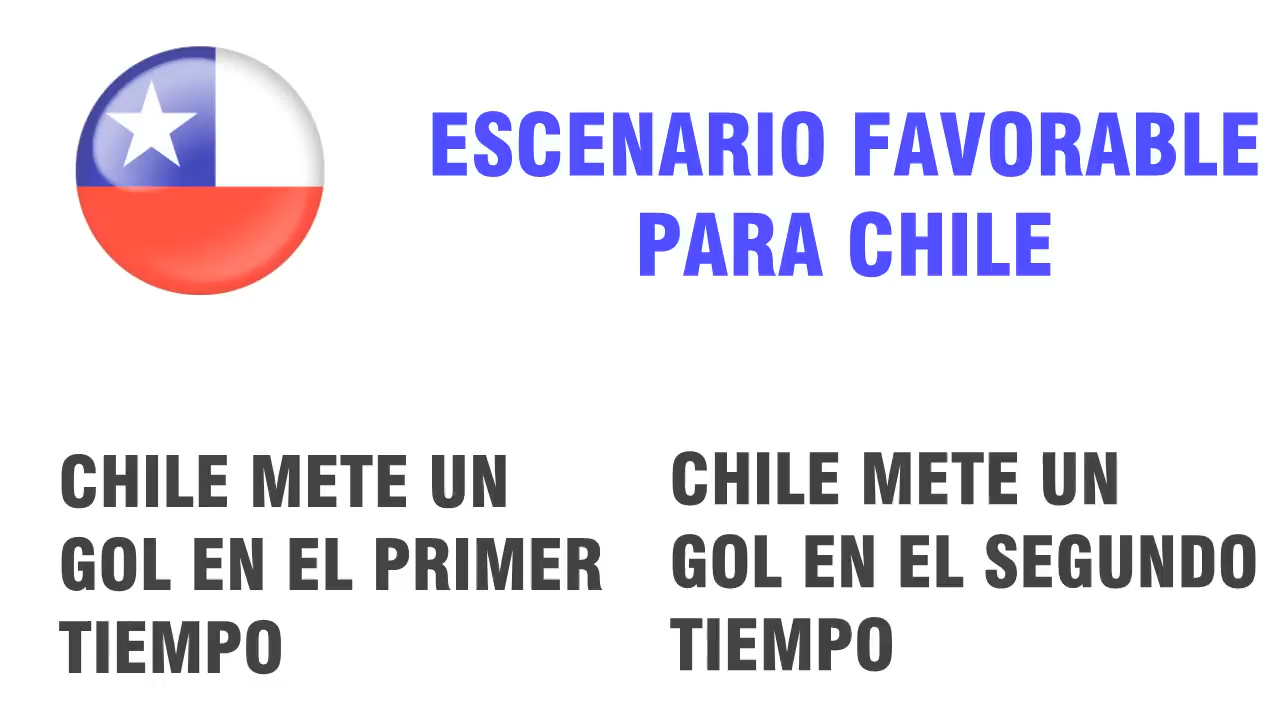 ESCENARIO FAVORABLE
PARA CHILE
CHILE METE UN
GOL EN EL PRIMER
TIEMPO
CHILE METE UN
GOL EN EL SEGUNDO
TIEMPO